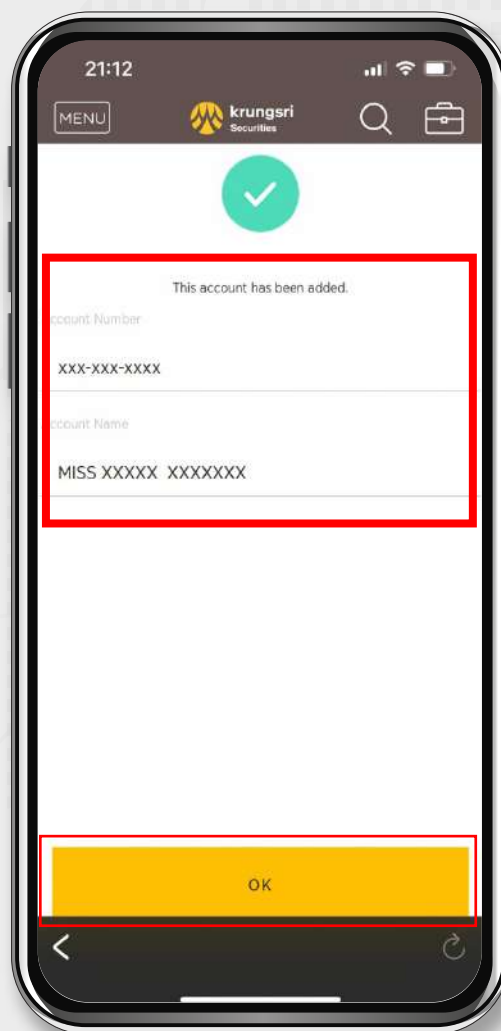 21:12
MENU
krungsri
Securities
This account has been added.
ccount Number
xxx-xxx-xxxx
ccount Name
MISS XXXXX XXXXXXX
OK